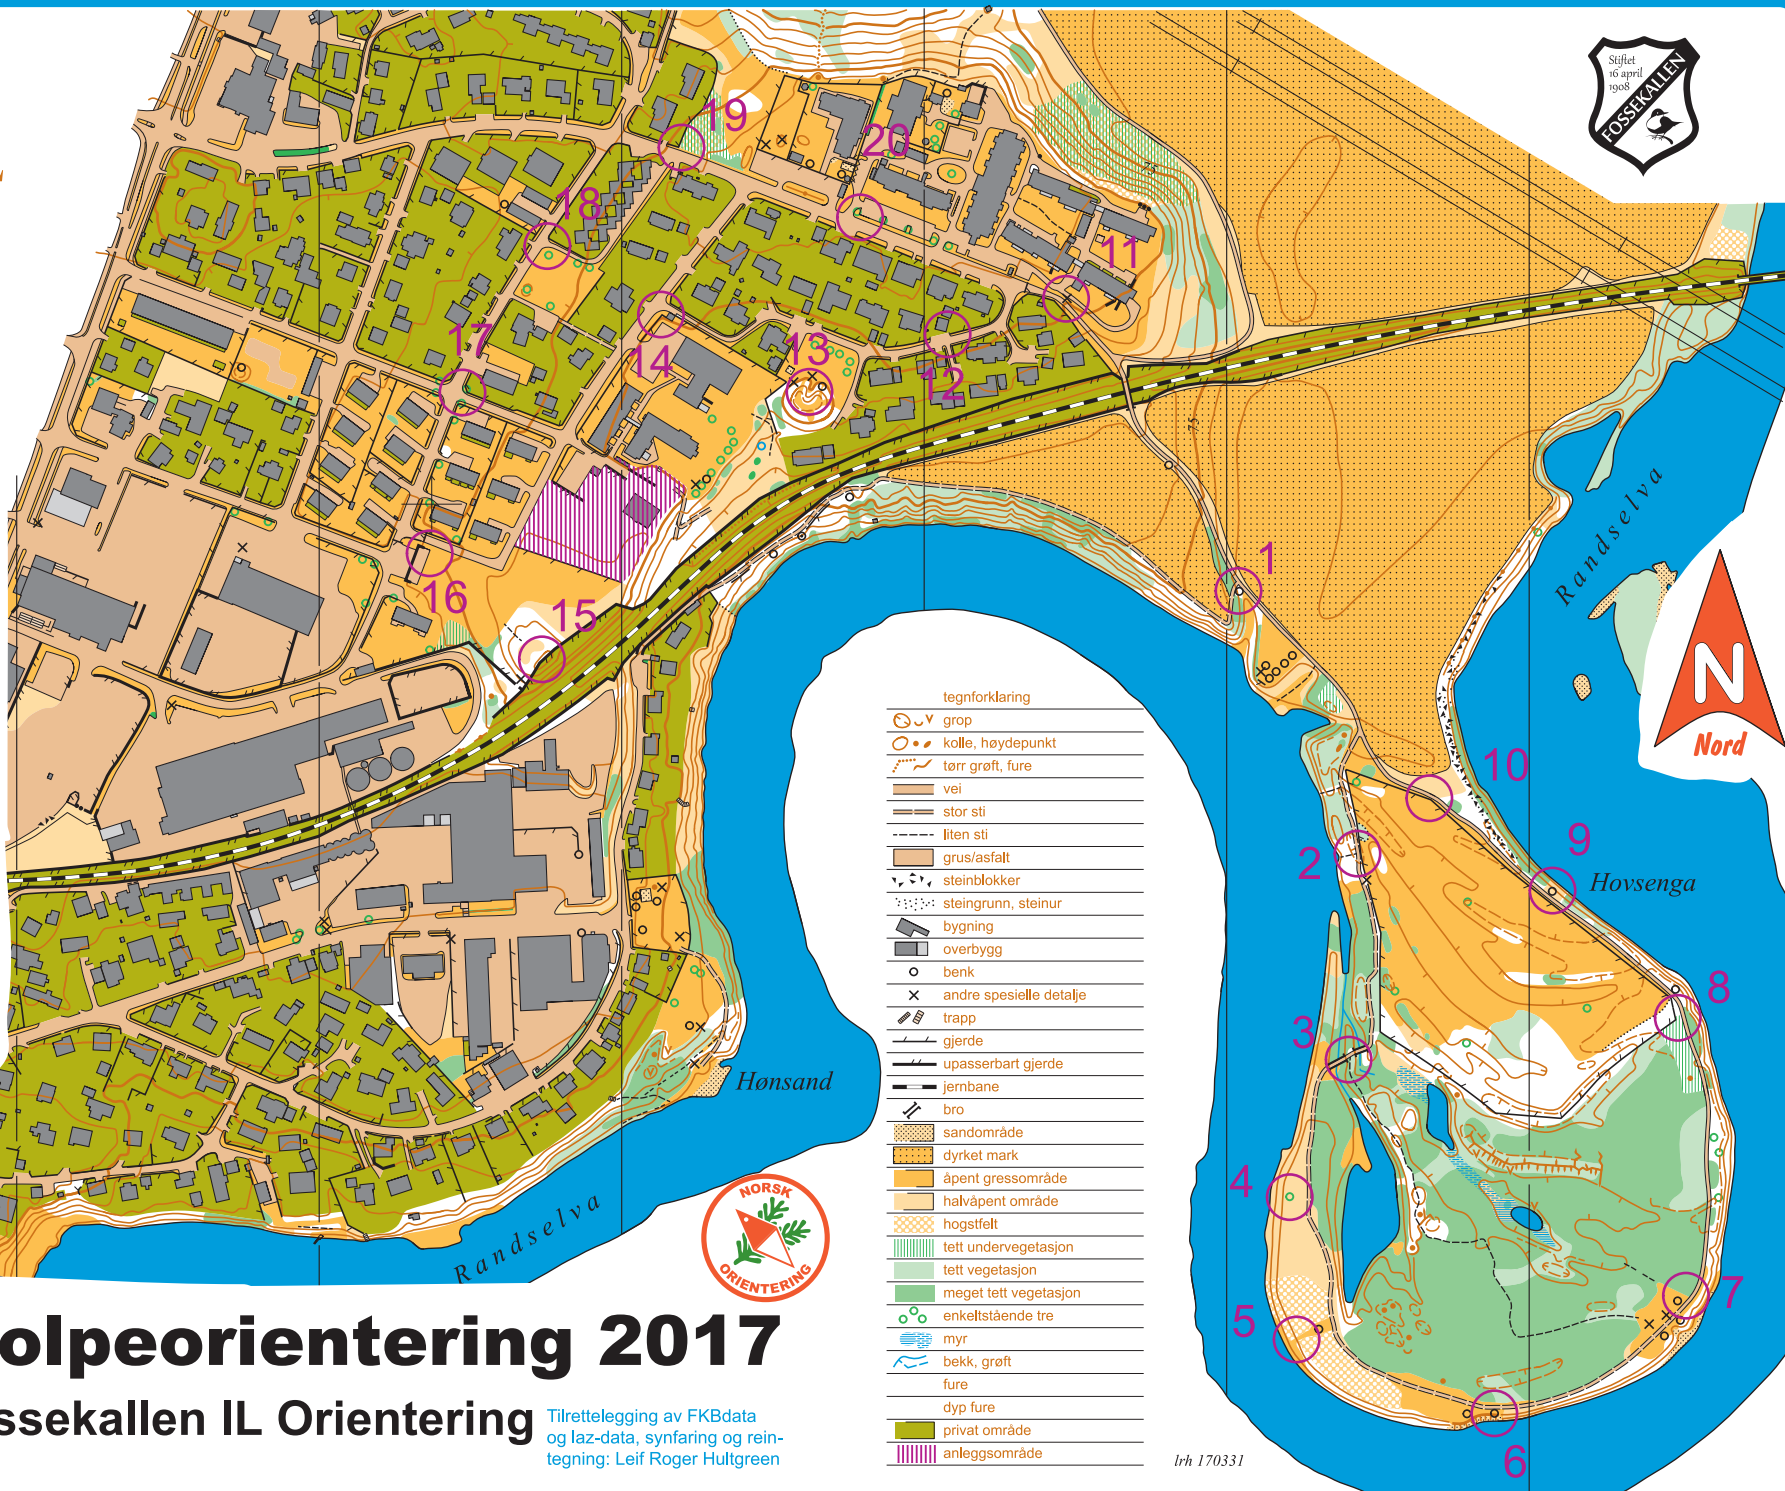 Stiftet
16 april
1908
FOSSEKALLEN
19
20
18
11
17
14
13
12
75
75
Randselva
1
16
15
N
Nord
tegnforklaring
grop
kolle, høydepunkt
tørr grøft, fure
vei
stor sti
liten sti
grus/asfalt
steinblokker
steingrunn, steinur
bygning
overbygg
benk
andre spesielle detalje
trapp
gjerde
upasserbart gjerde
jernbane
bro
sandområde
dyrket mark
åpent gressområde
halvåpent område
hogstfelt
tett undervegetasjon
tett vegetasjon
meget tett vegetasjon
enkeltstående tre
myr
bekk, grøft
fure
dyp fure
privat område
anleggsområde
10
2
9
Hovsenga
8
3
4
5
7
6
Hønsand
Randselva
NORSK
ORIENTERING
olpeorientering 2017
ssekallen IL Orientering
Tilrettelegging av FKBdata
og laz-data, synfaring og rein-
tegning: Leif Roger Hultgreen
lrh 170331